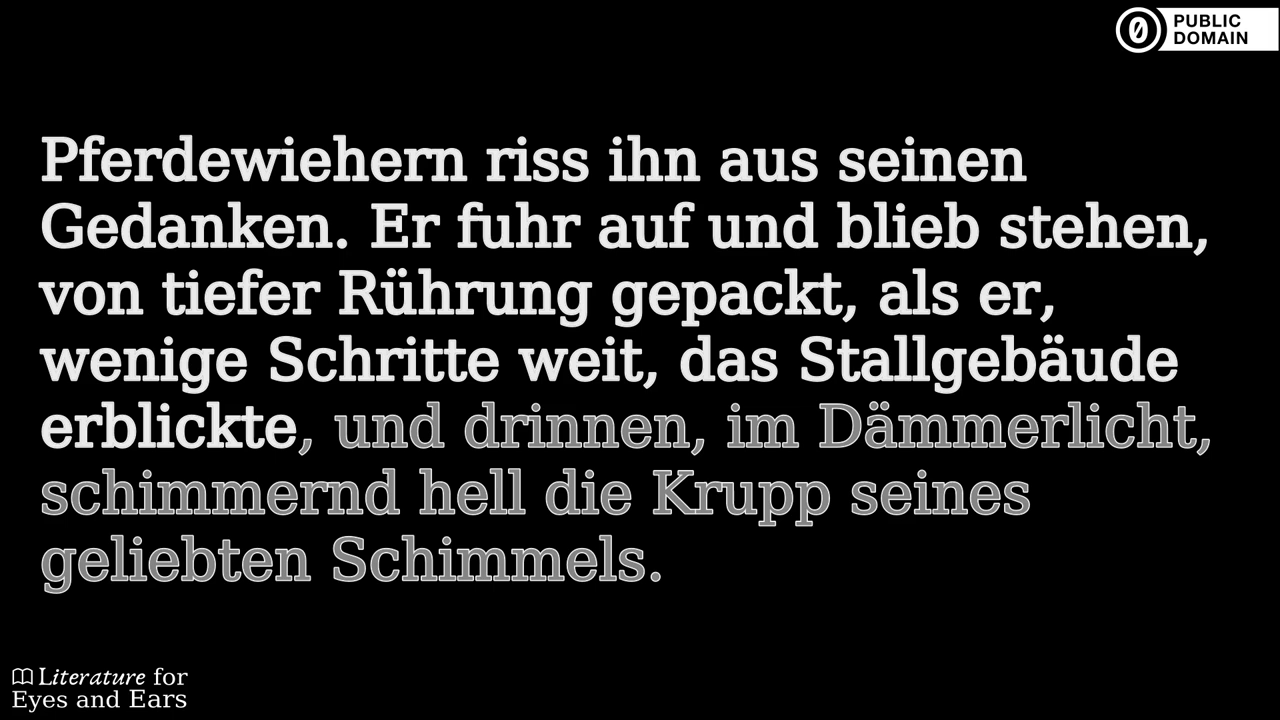 PUBLIC
DOMAIN
Pferdewiehern riss ihn aus seinen
Gedanken. Er fuhr auf und blieb stehen,
von tiefer Rührung gepackt, als er,
wenige Schritte weit, das Stallgebäude
erblickte, und drinnen, im Dämmerlicht,
schimmernd hell die Krupp seines
geliebten Schimmels.
Literature for
Eyes and Ears